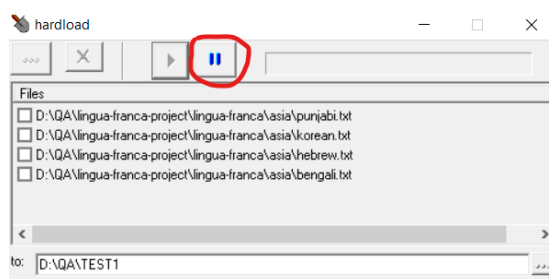 hardload
...
Files
D:\QA\lingua-franca-project\lingua-franca\asia\punjabi.txt
D:\QA\lingua-franca-project\lingua-franca\asia\korean.txt
D:\QA\lingua-franca-project\lingua-franca\asia\hebrew.txt
D:\QA\lingua-franca-project\lingua-franca\asia\bengali.txt
to: D:\QA\TEST1 ...